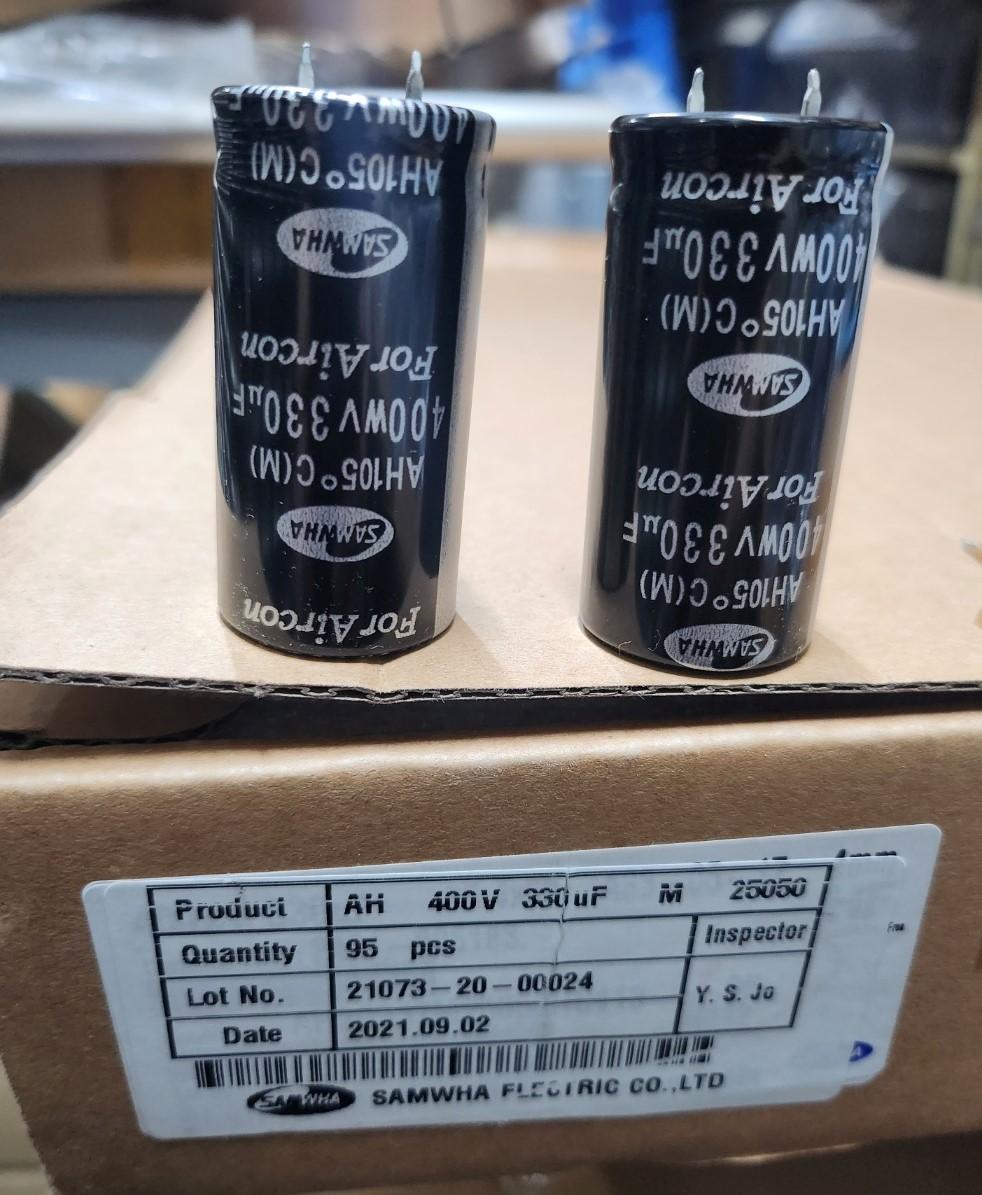 400WV 330µF
AH105°C(M)
SAMWHA
For Aircon
400WV 330µF
AH105°C(M)
SAMWHA
For Aircon
For Aircon
400WV 330µF
AH105°C(M)
SAMWHA
For Aircon
400WV 330µF
AH105°C(M)
SAMWHA
Product AH 400V 330uF M 25050
Quantity 95 pcs Inspector
Lot No. 21073-20-00024 Y. S. Jo
Date 2021.09.02
SAMWHA SAMWHA ELECTRIC CO.,LTD